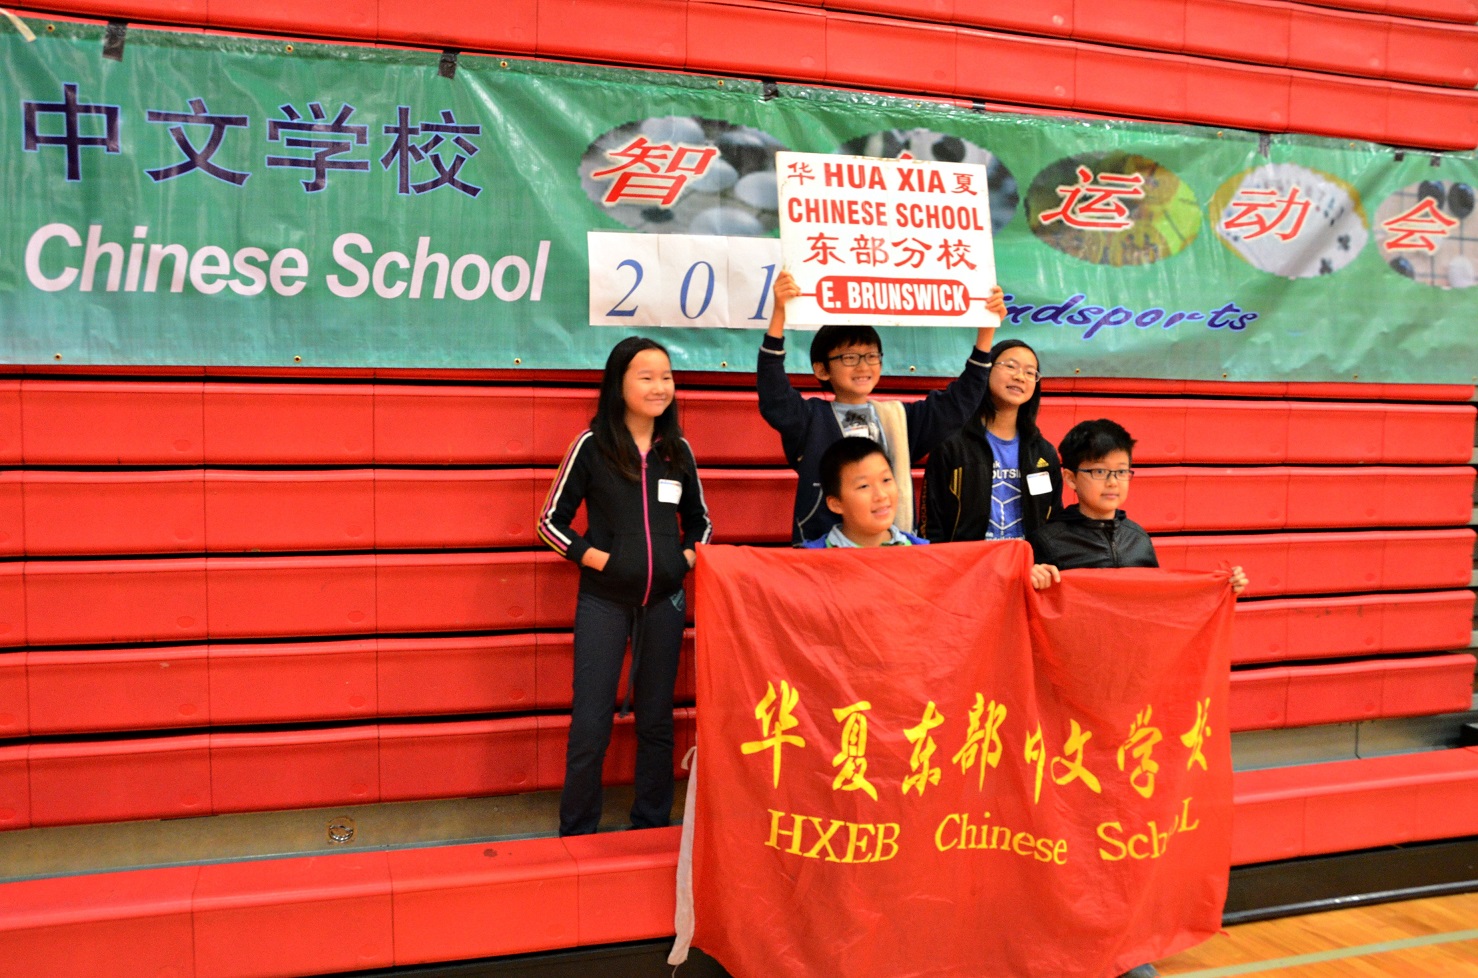 中文学校
Chinese School
智 运动会
201
华 HUA XIA 夏
CHINESE SCHOOL
东部分校
E. BRUNSWICK
华夏东部中文学校
HXEB Chinese School